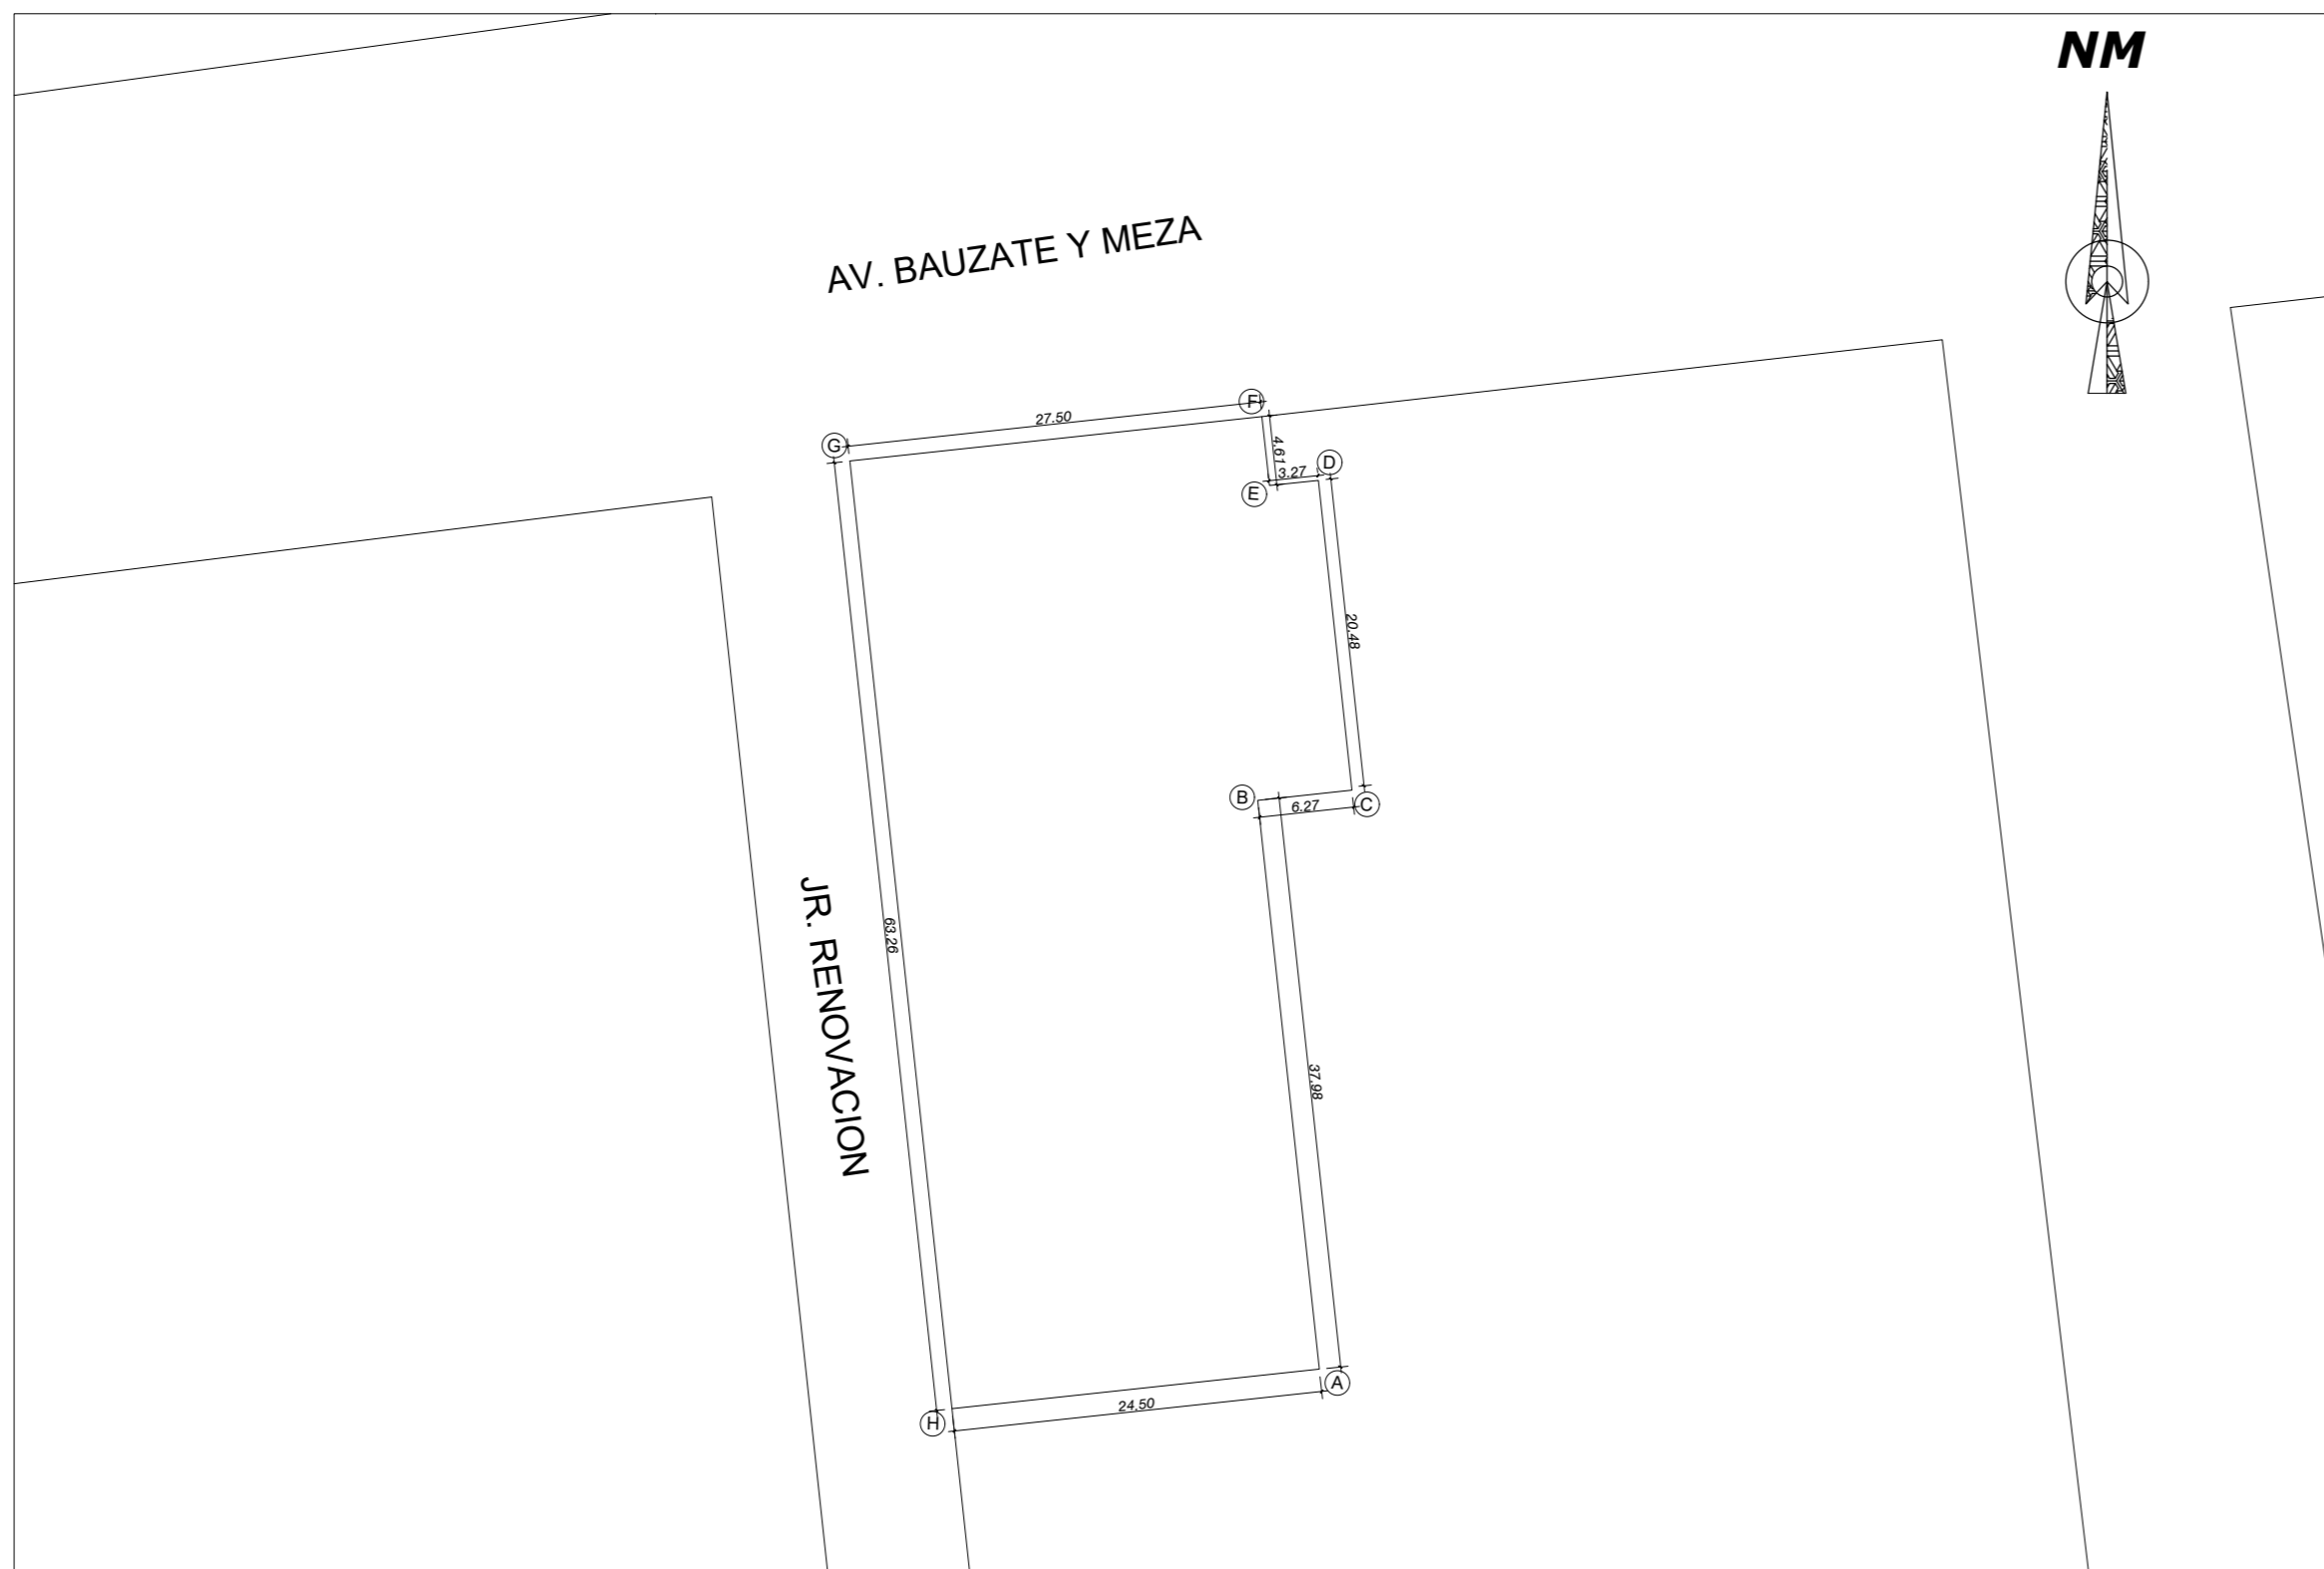 NM
AV. BAUZATE Y MEZA
F
27.50
G
4.61
D
3.27
E
20.48
B
6.27
C
JR. RENOVACION
63.26
37.98
A
24.50
H